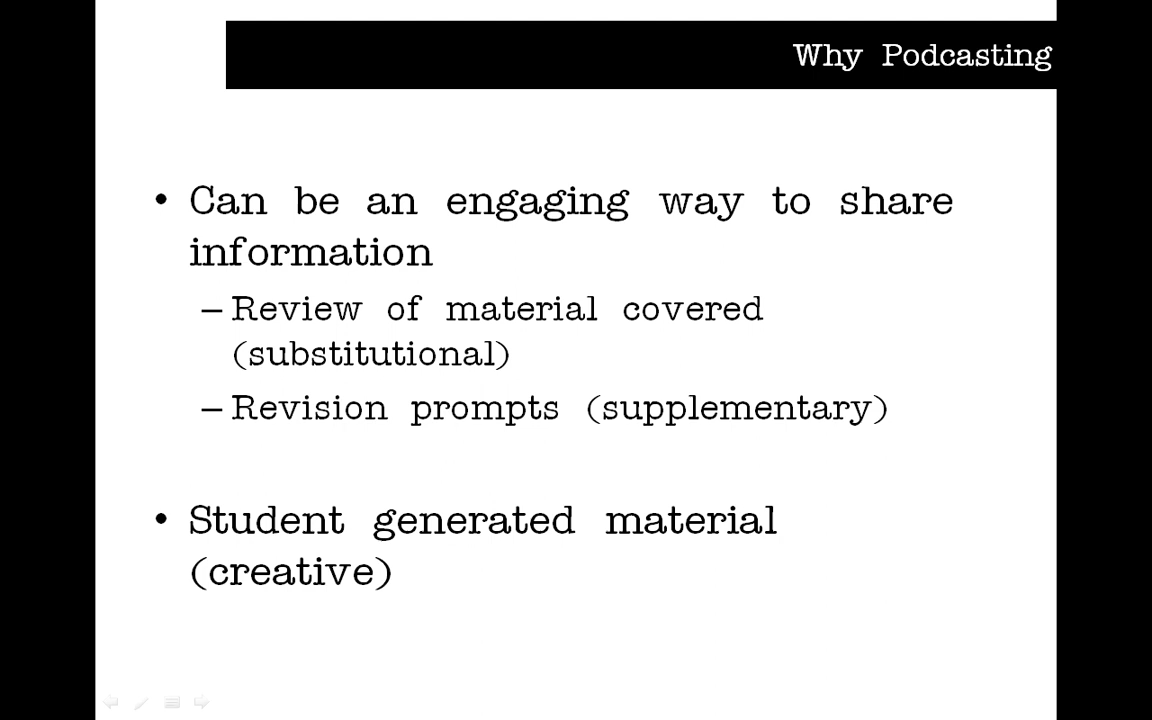 Why Podcasting
• Can be an engaging way to share
information
– Review of material covered
(substitutional)
– Revision prompts (supplementary)
• Student generated material
(creative)